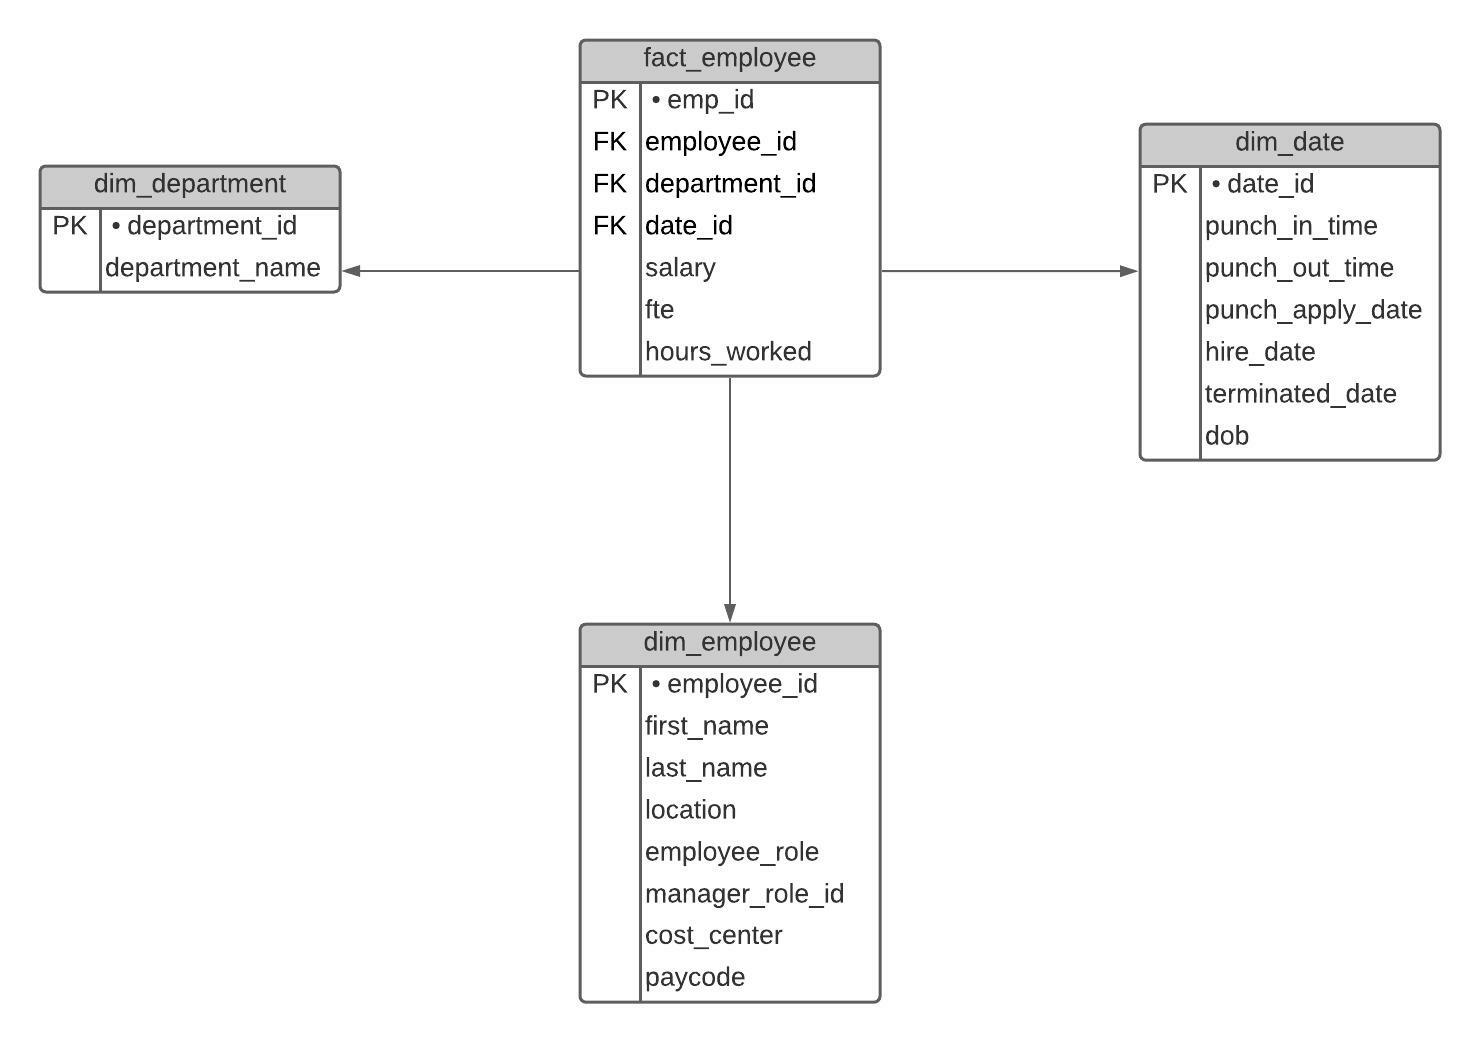 fact_employee
PK • emp_id
FK employee_id
FK department_id
FK date_id
salary
fte
hours_worked
dim_department
PK • department_id
department_name
dim_date
PK • date_id
punch_in_time
punch_out_time
punch_apply_date
hire_date
terminated_date
dob
dim_employee
PK • employee_id
first_name
last_name
location
employee_role
manager_role_id
cost_center
paycode